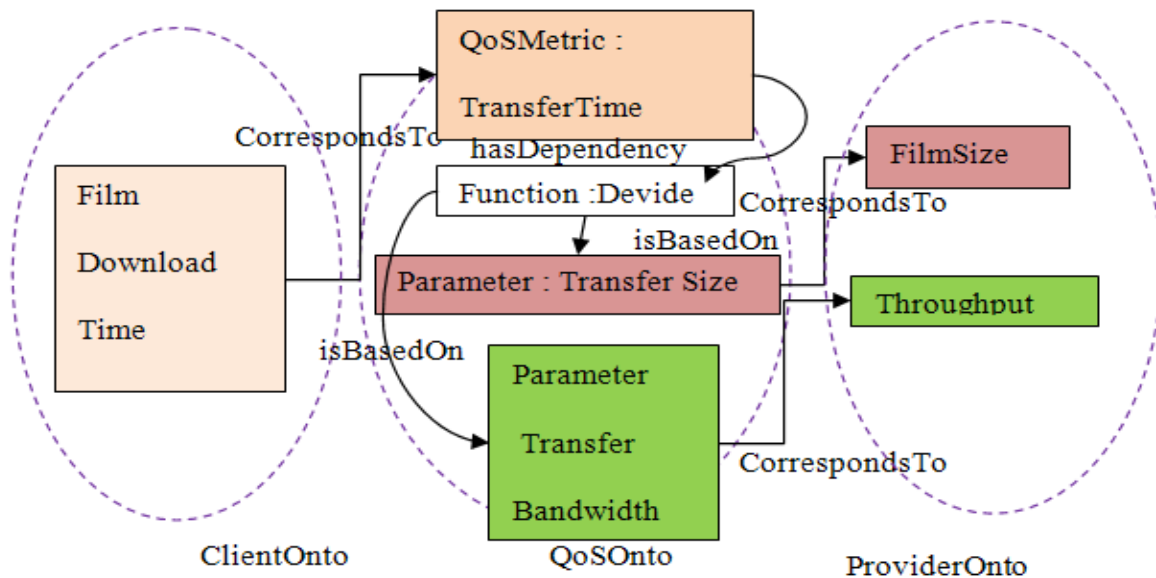 QoSMetric :
TransferTime
CorrespondsTo
hasDependency
FilmSize
Film
Download
Time
Function :Devide
CorrespondsTo
isBasedOn
Parameter : Transfer Size
Throughput
isBasedOn
Parameter
Transfer
Bandwidth
CorrespondsTo
ClientOnto
QoSOnto
ProviderOnto